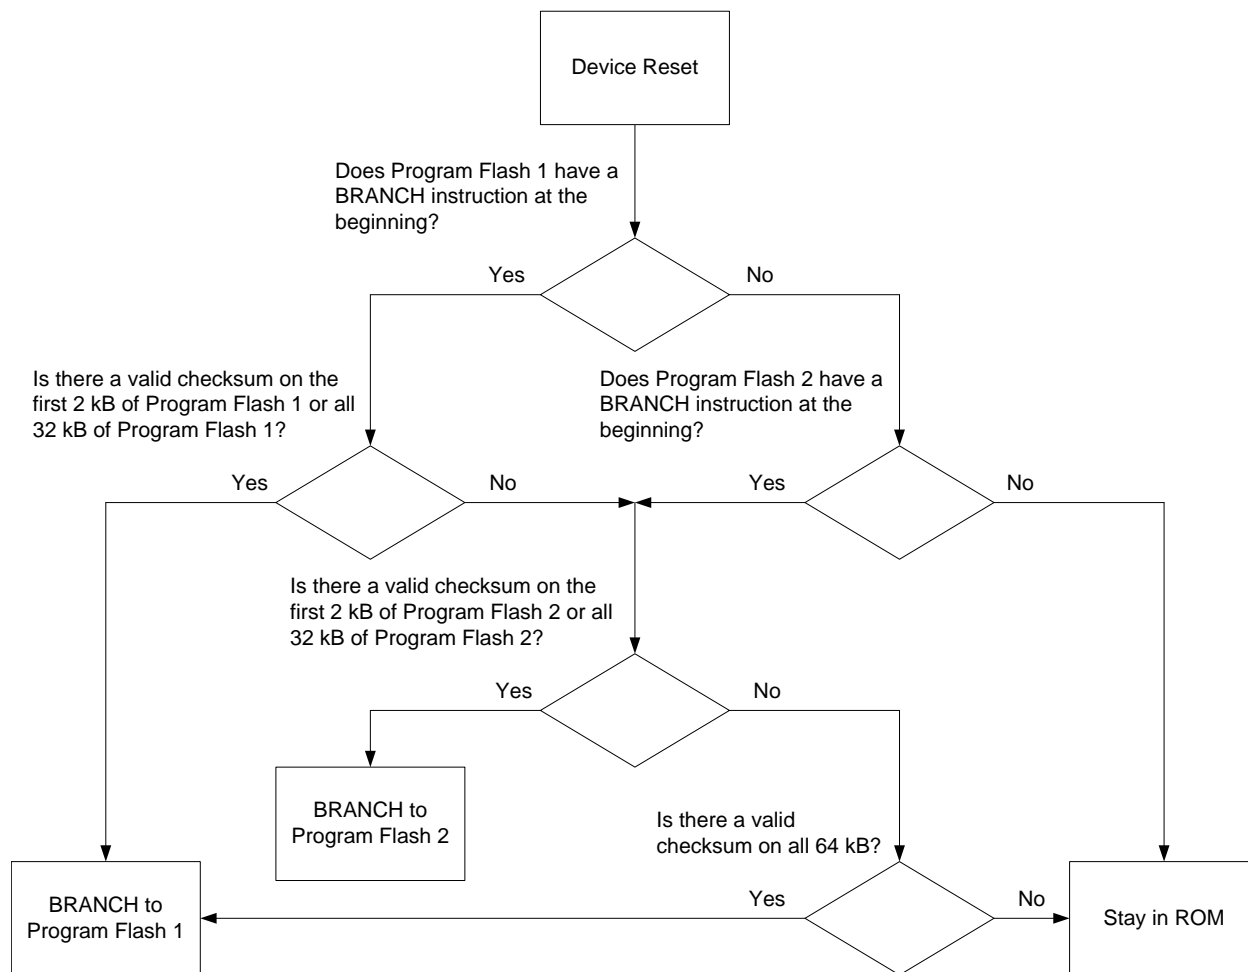 Device Reset
Does Program Flash 1 have a
BRANCH instruction at the
beginning?
Yes
No
Is there a valid checksum on the
first 2 kB of Program Flash 1 or all
32 kB of Program Flash 1?
Does Program Flash 2 have a
BRANCH instruction at the
beginning?
Yes
No
Yes
No
Is there a valid checksum on the
first 2 kB of Program Flash 2 or all
32 kB of Program Flash 2?
Yes
No
BRANCH to
Program Flash 2
Is there a valid
checksum on all 64 kB?
Yes
No
BRANCH to
Program Flash 1
Stay in ROM